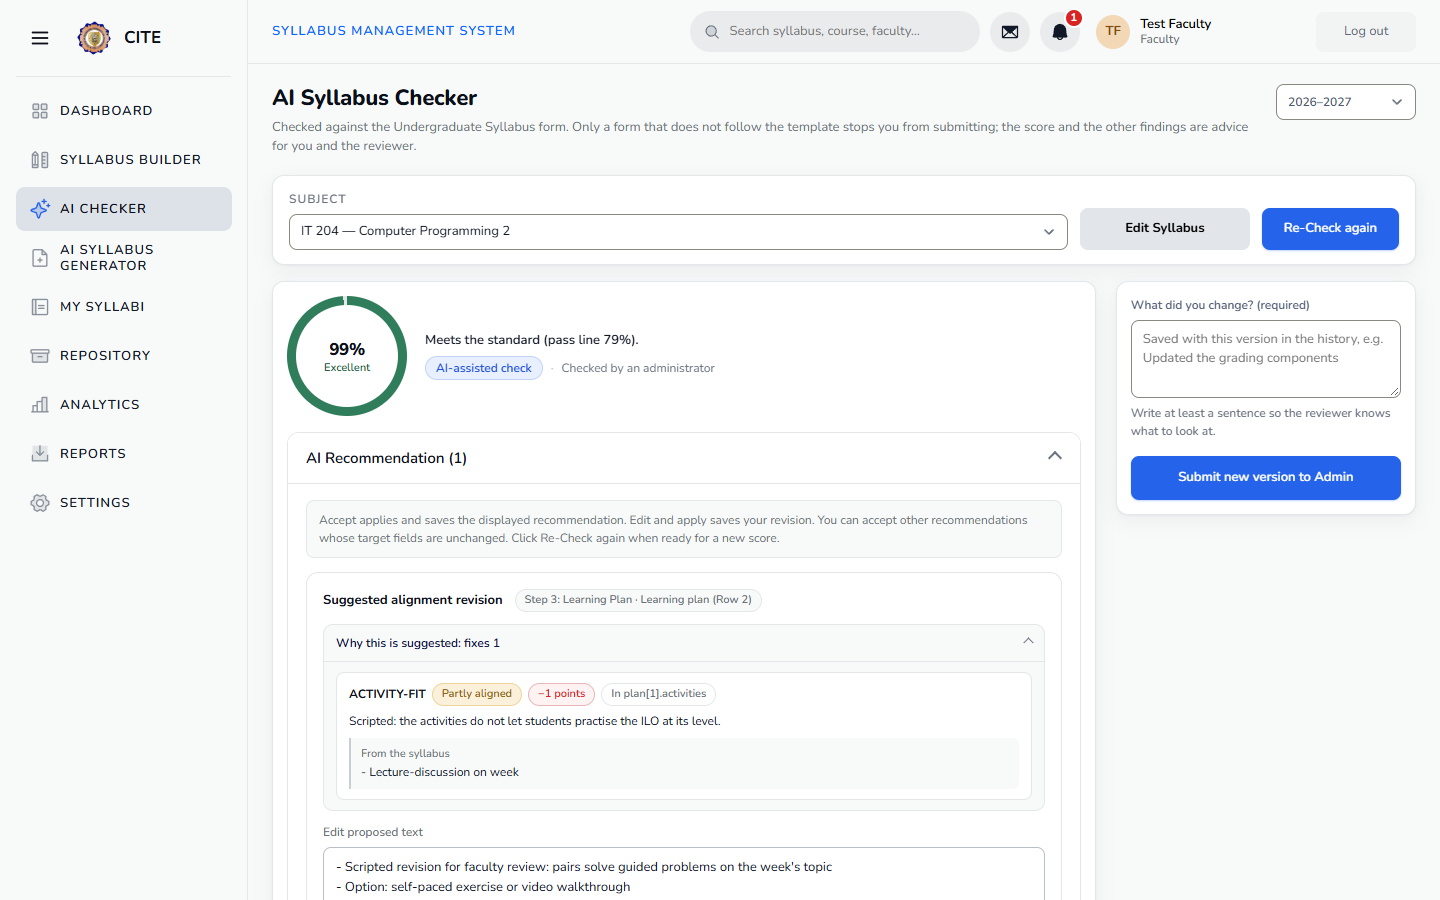 CITE
DASHBOARD
SYLLABUS BUILDER
AI CHECKER
AI SYLLABUS
GENERATOR
MY SYLLABI
REPOSITORY
ANALYTICS
REPORTS
SETTINGS
SYLLABUS MANAGEMENT SYSTEM
Search syllabus, course, faculty...
1
TF
Test Faculty
Faculty
Log out
AI Syllabus Checker
Checked against the Undergraduate Syllabus form. Only a form that does not follow the template stops you from submitting; the score and the other findings are advice
for you and the reviewer.
2026–2027
SUBJECT
IT 204 — Computer Programming 2
Edit Syllabus
Re-Check again
99%
Excellent
Meets the standard (pass line 79%).
AI-assisted check · Checked by an administrator
AI Recommendation (1)
Accept applies and saves the displayed recommendation. Edit and apply saves your revision. You can accept other recommendations
whose target fields are unchanged. Click Re-Check again when ready for a new score.
Suggested alignment revision
Step 3: Learning Plan · Learning plan (Row 2)
Why this is suggested: fixes 1
ACTIVITY-FIT Partly aligned −1 points In plan[1].activities
Scripted: the activities do not let students practise the ILO at its level.
From the syllabus
- Lecture-discussion on week
Edit proposed text
- Scripted revision for faculty review: pairs solve guided problems on the week's topic
- Option: self-paced exercise or video walkthrough
What did you change? (required)
Saved with this version in the history, e.g.
Updated the grading components
Write at least a sentence so the reviewer knows
what to look at.
Submit new version to Admin